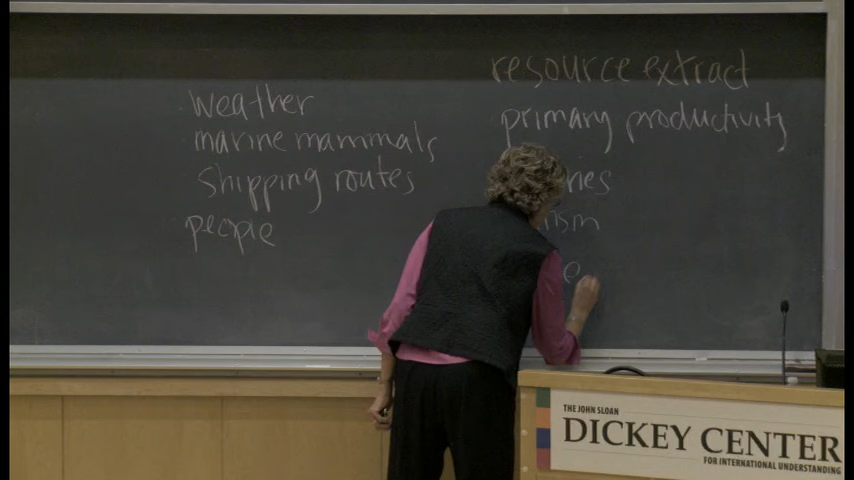 weather
marine mammals
shipping routes
people
resource extract
primary productivity
THE JOHN SLOAN
DICKEY CENTER
FOR INTERNATIONAL UNDERSTANDING